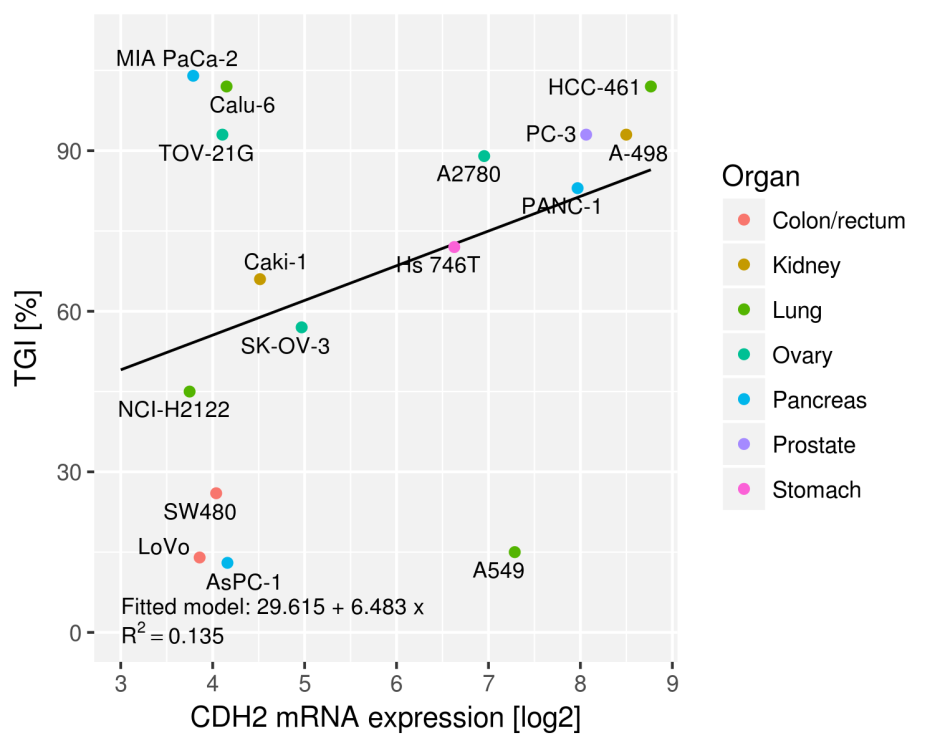 MIA PaCa-2
Calu-6
HCC-461
TOV-21G
PC-3
A-498
A2780
PANC-1
Caki-1
Hs 746T
SK-OV-3
NCI-H2122
SW480
LoVo
AsPC-1
A549
Fitted model: 29.615 + 6.483 x
R² = 0.135
TGI [%]
90
60
30
0
3 4 5 6 7 8 9
CDH2 mRNA expression [log2]
Organ
Colon/rectum
Kidney
Lung
Ovary
Pancreas
Prostate
Stomach